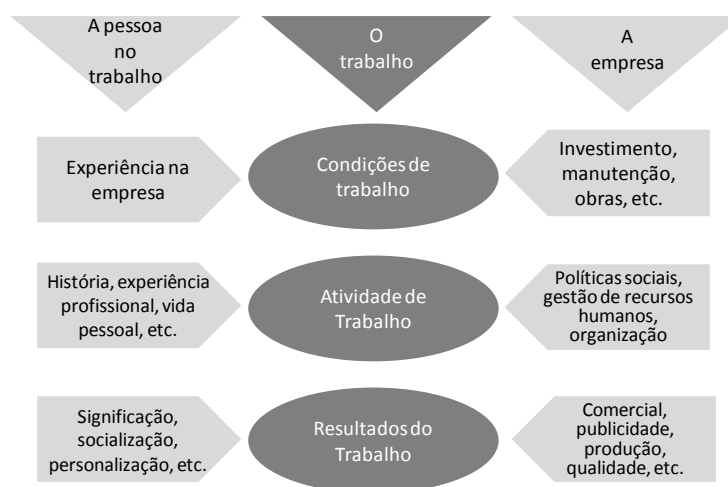 A pessoa
no
trabalho
O
trabalho
A
empresa
Experiência na
empresa
Condições de
trabalho
Investimento,
manutenção,
obras, etc.
História, experiência
profissional, vida
pessoal, etc.
Atividade de
Trabalho
Políticas sociais,
gestão de recursos
humanos,
organização
Significação,
socialização,
personalização, etc.
Resultados do
Trabalho
Comercial,
publicidade,
produção,
qualidade, etc.